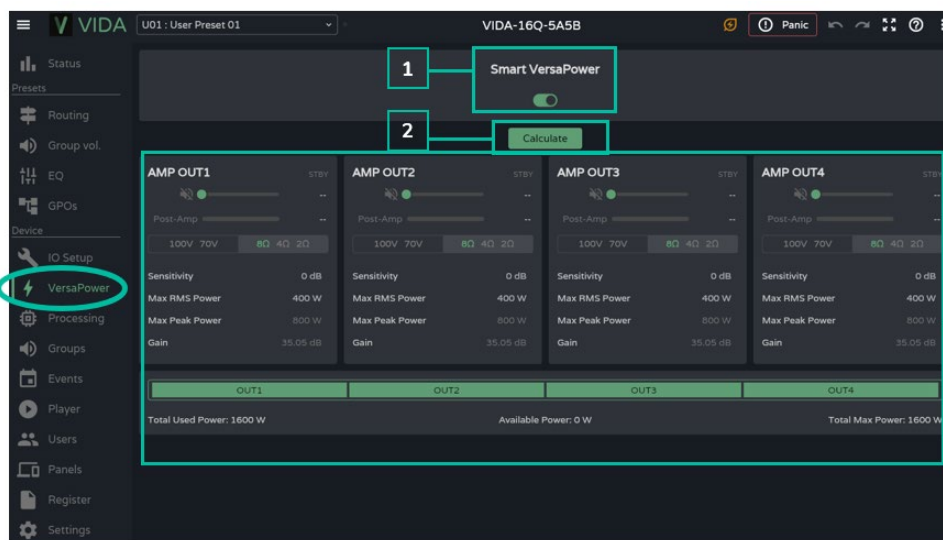 VIDA U01 : User Preset 01 VIDA-16Q-5A5B Panic
Status
Presets
Routing
Group vol.
EQ
GPOs
Device
IO Setup
VersaPower
Processing
Groups
Events
Player
Users
Panels
Register
Settings
1 Smart VersaPower
2 Calculate
AMP OUT1 STBY AMP OUT2 STBY AMP OUT3 STBY AMP OUT4 STBY
-- -- -- --
Post-Amp -- Post-Amp -- Post-Amp -- Post-Amp --
100V 70V 8Ω 4Ω 2Ω 100V 70V 8Ω 4Ω 2Ω 100V 70V 8Ω 4Ω 2Ω 100V 70V 8Ω 4Ω 2Ω
Sensitivity 0 dB Sensitivity 0 dB Sensitivity 0 dB Sensitivity 0 dB
Max RMS Power 400 W Max RMS Power 400 W Max RMS Power 400 W Max RMS Power 400 W
Max Peak Power 800 W Max Peak Power 800 W Max Peak Power 800 W Max Peak Power 800 W
Gain 35.05 dB Gain 35.05 dB Gain 35.05 dB Gain 35.05 dB
OUT1 OUT2 OUT3 OUT4
Total Used Power: 1600 W Available Power: 0 W Total Max Power: 1600 W